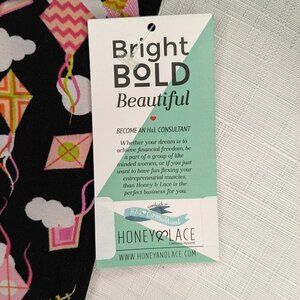 Bright
BOLD
Beautiful
BECOME AN H&L CONSULTANT
Whether your dream is to
achieve financial freedom, be
a part of a group of like
minded women, or if you just
want to have fun flexing your
entrepreneurial muscles,
than Honey & Lace is the
perfect business for you.
HONEY&LACE
WWW.HONEYANDLACE.COM